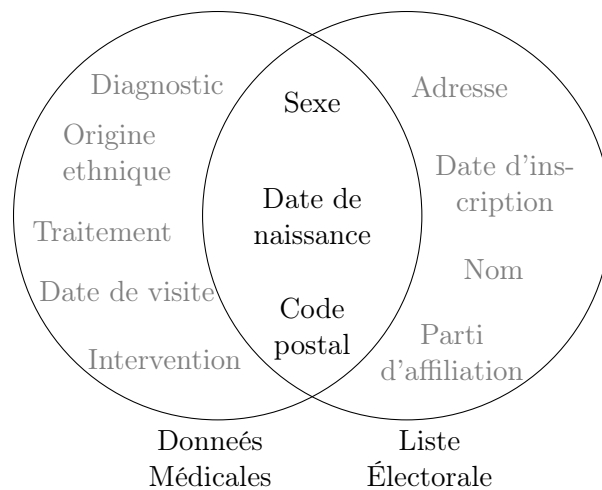 Diagnostic
Origine
ethnique
Traitement
Date de visite
Intervention
Sexe
Date de
naissance
Code
postal
Adresse
Date d'ins-
cription
Nom
Parti
d'affiliation
Donneés
Médicales
Liste
Électorale